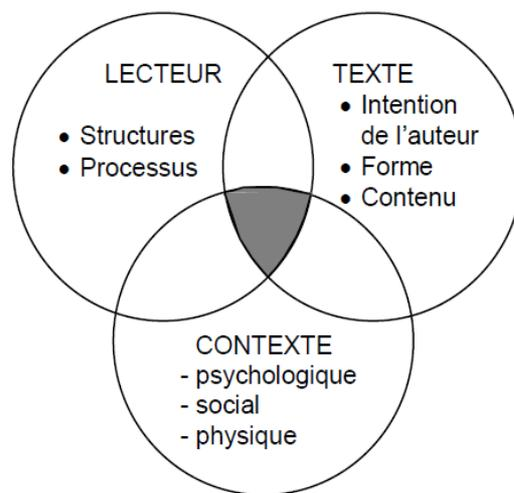 LECTEUR
• Structures
• Processus
TEXTE
• Intention
de l’auteur
• Forme
• Contenu
CONTEXTE
- psychologique
- social
- physique